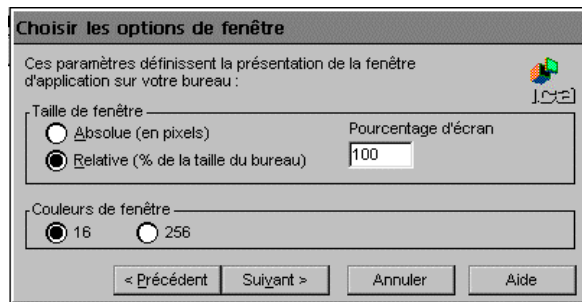 Choisir les options de fenêtre
Ces paramètres définissent la présentation de la fenêtre
d'application sur votre bureau :
ica
Taille de fenêtre
Absolue (en pixels)
Relative (% de la taille du bureau)
Pourcentage d'écran
100
Couleurs de fenêtre
16 256
< Précédent Suivant > Annuler Aide